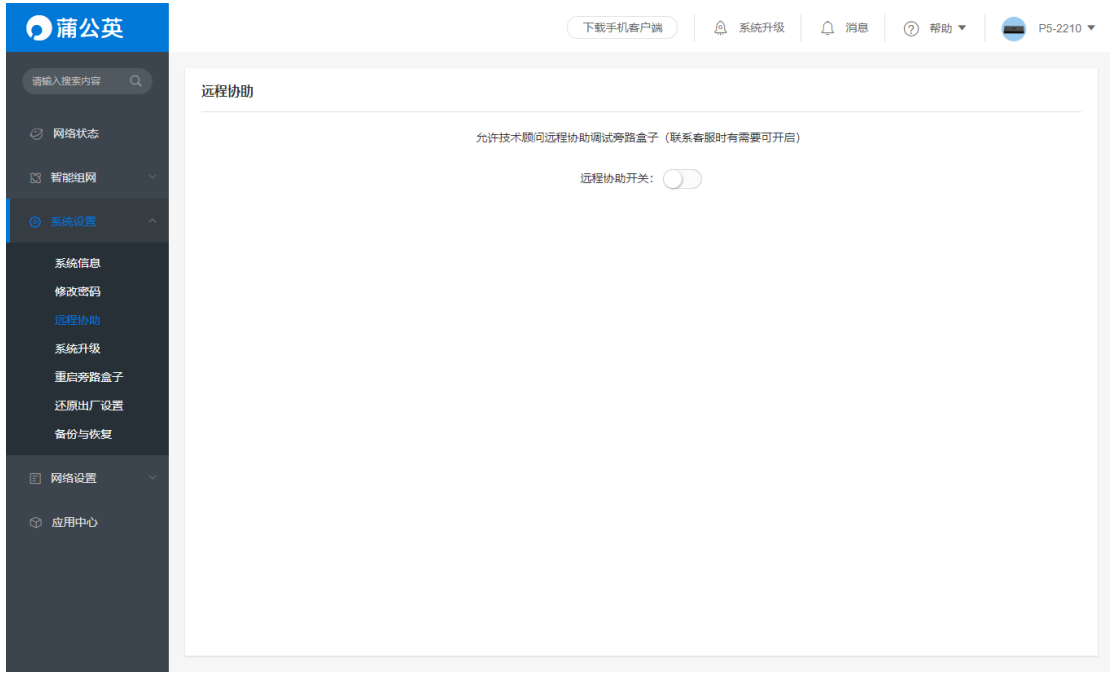 蒲公英
下载手机客户端
系统升级
消息
帮助
P5-2210
请输入搜索内容
网络状态
智能组网
系统设置
系统信息
修改密码
远程协助
系统升级
重启旁路盒子
还原出厂设置
备份与恢复
网络设置
应用中心
远程协助
允许技术顾问远程协助调试旁路盒子（联系客服时有需要可开启）
远程协助开关：